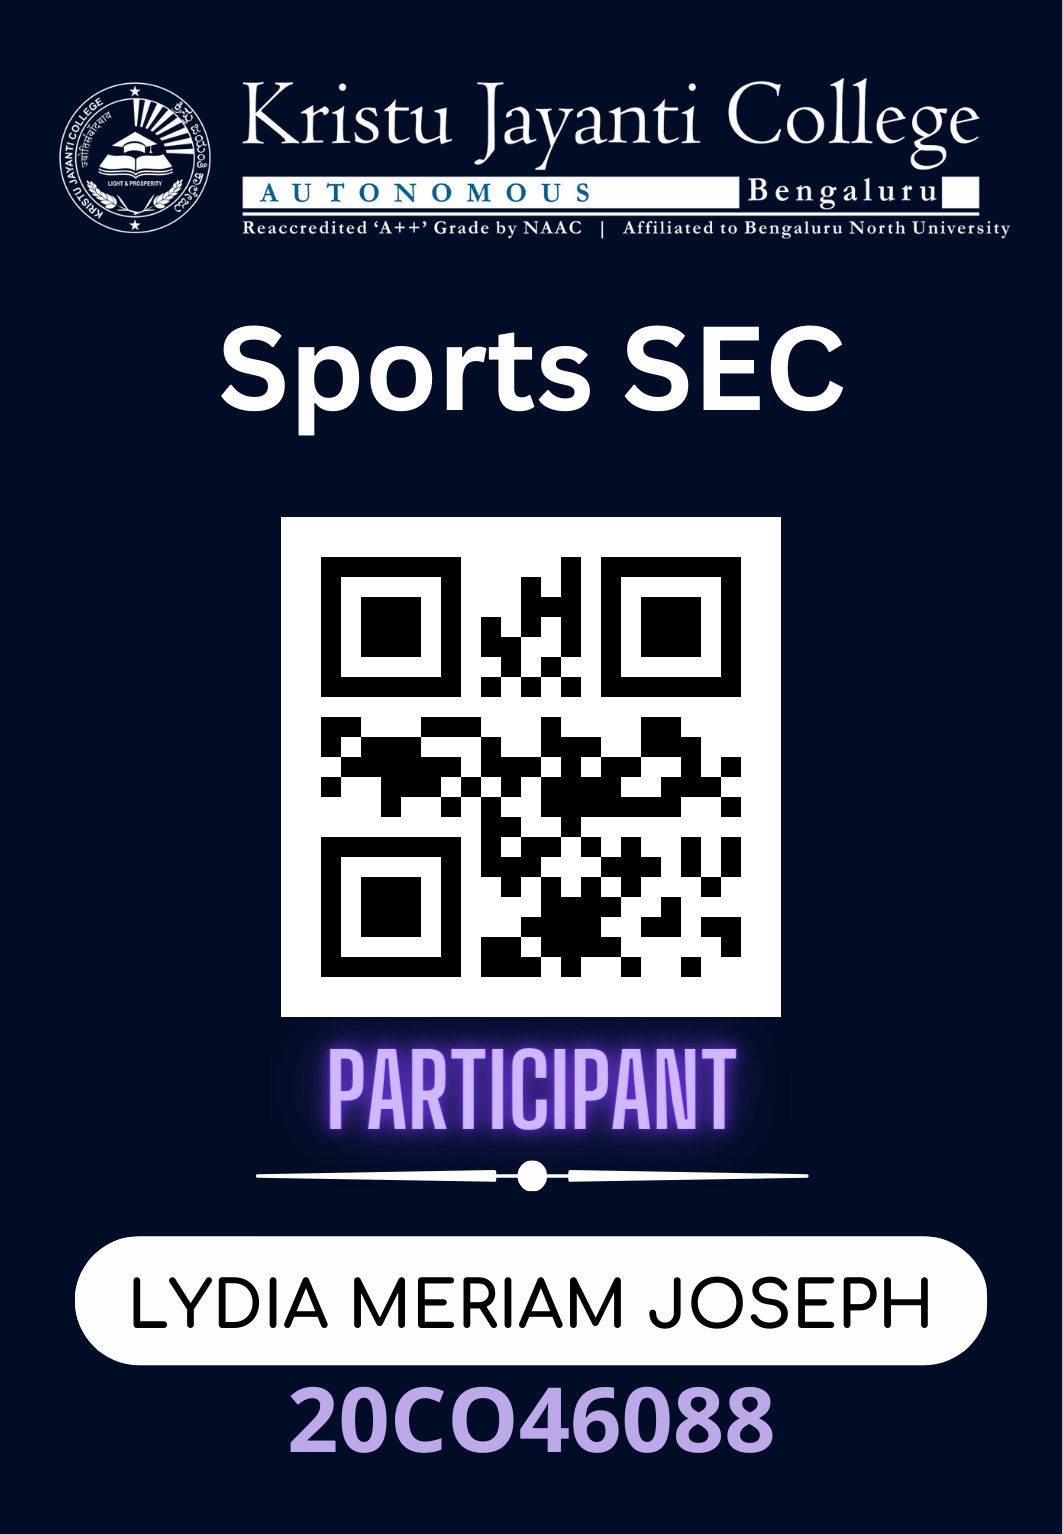 KRISTU JAYANTI COLLEGE
ಕ್ರಿಸ್ತು ಜಯಂತಿ ಕಾಲೇಜು
LIGHT & PROSPERITY
Kristu Jayanti College
AUTONOMOUS Bengaluru
Reaccredited ‘A++’ Grade by NAAC | Affiliated to Bengaluru North University
Sports SEC
PARTICIPANT
LYDIA MERIAM JOSEPH
20CO46088